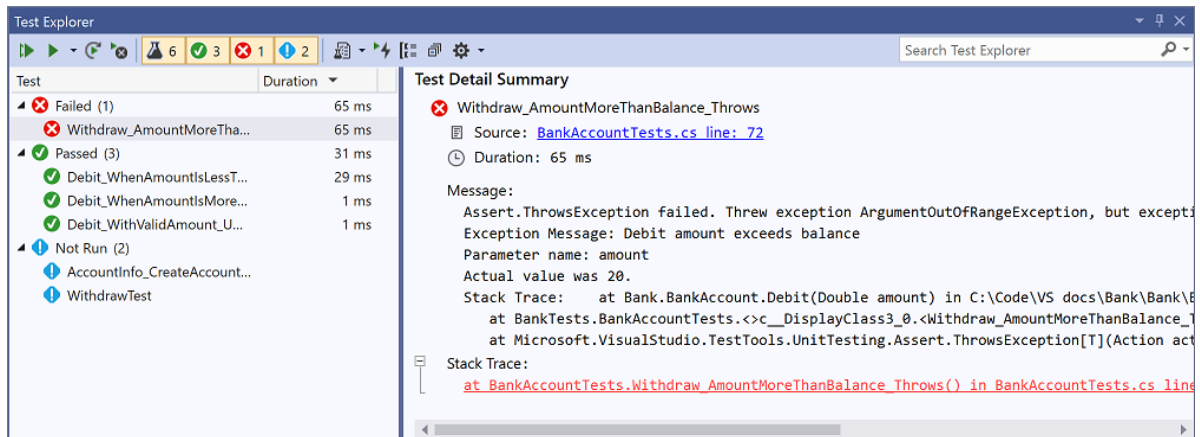 Test Explorer
6 3 1 2
Search Test Explorer
Test Duration
Failed (1) 65 ms
Withdraw_AmountMoreTha... 65 ms
Passed (3) 31 ms
Debit_WhenAmountIsLessT... 29 ms
Debit_WhenAmountIsMore... 1 ms
Debit_WithValidAmount_U... 1 ms
Not Run (2)
AccountInfo_CreateAccount...
WithdrawTest
Test Detail Summary
Withdraw_AmountMoreThanBalance_Throws
Source: BankAccountTests.cs line: 72
Duration: 65 ms
Message:
Assert.ThrowsException failed. Threw exception ArgumentOutOfRangeException, but excepti
Exception Message: Debit amount exceeds balance
Parameter name: amount
Actual value was 20.
Stack Trace: at Bank.BankAccount.Debit(Double amount) in C:\Code\VS docs\Bank\Bank\
at BankTests.BankAccountTests.<>c__DisplayClass3_0.<Withdraw_AmountMoreThanBalance_
at Microsoft.VisualStudio.TestTools.UnitTesting.Assert.ThrowsException[T](Action act
Stack Trace:
at BankAccountTests.Withdraw_AmountMoreThanBalance_Throws() in BankAccountTests.cs line